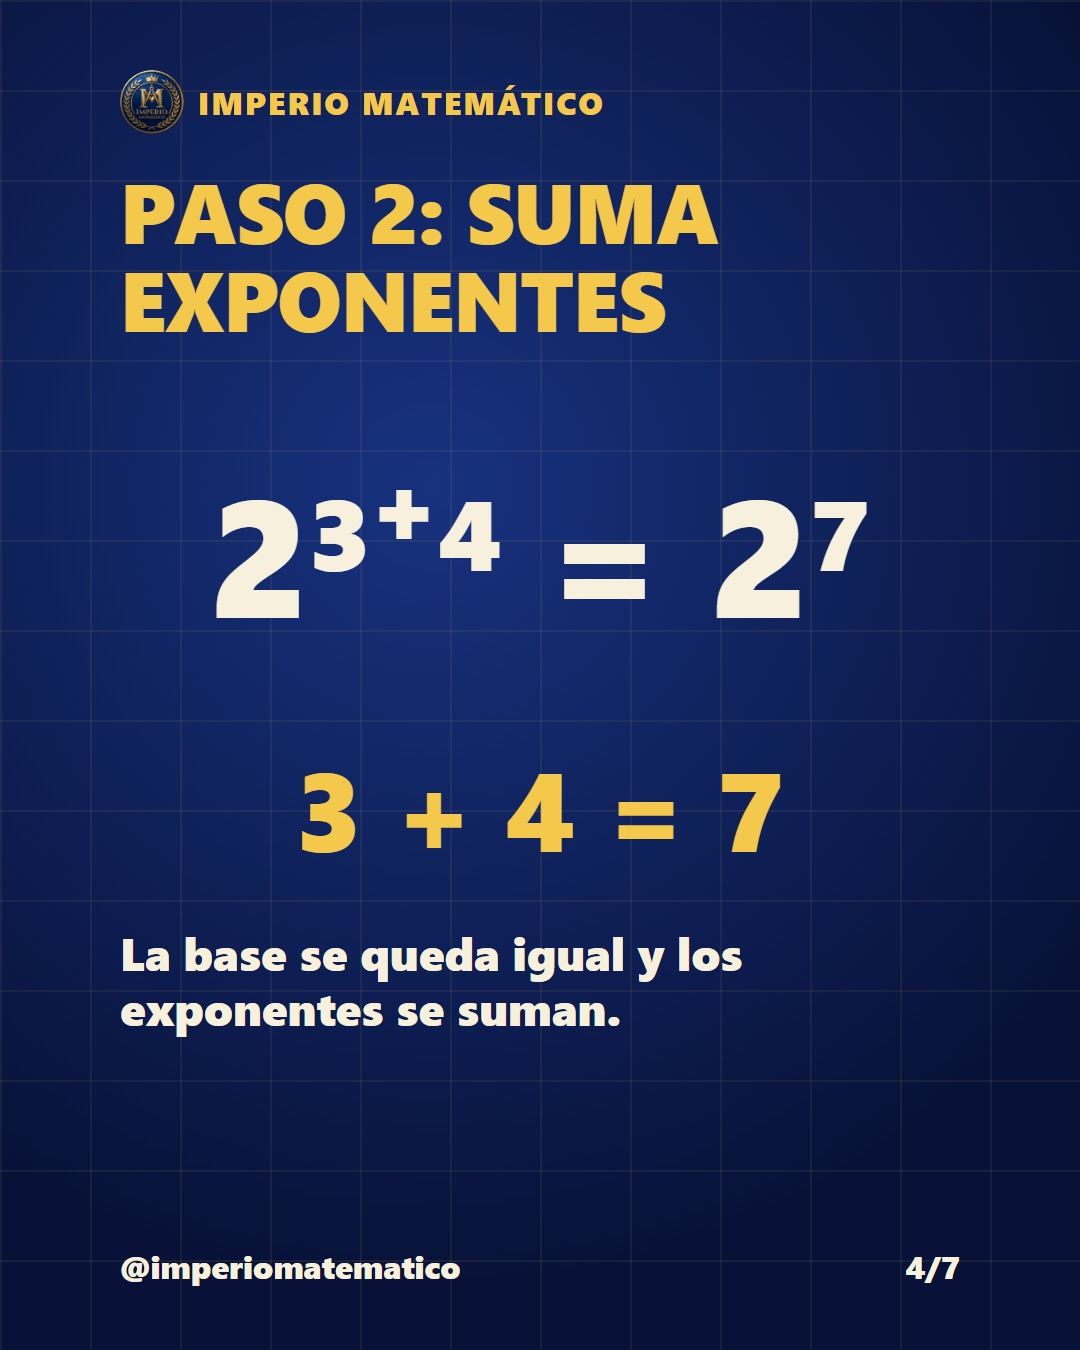 IMPERIO MATEMÁTICO
PASO 2: SUMA
EXPONENTES
2³⁺⁴ = 2⁷
3 + 4 = 7
La base se queda igual y los
exponentes se suman.
@imperiomatematico
4/7